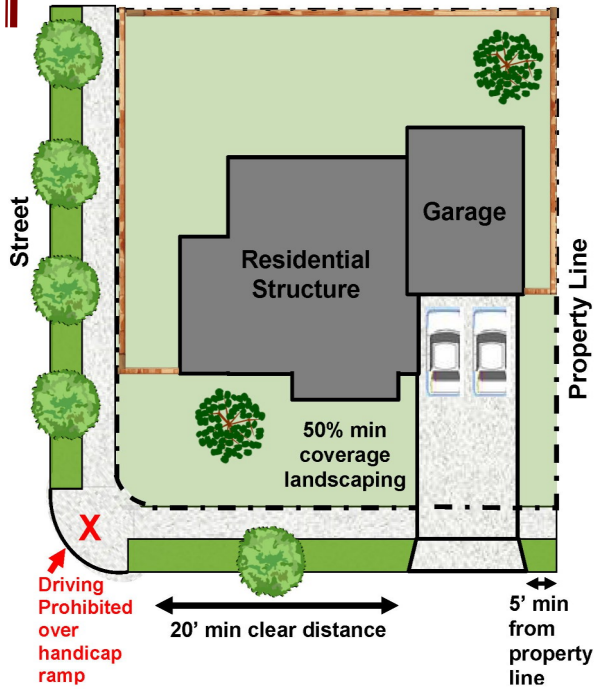 Street
Garage
Residential
Structure
Property Line
50% min
coverage
landscaping
X
Driving
Prohibited
over
handicap
ramp
20' min clear distance
5' min
from
property
line